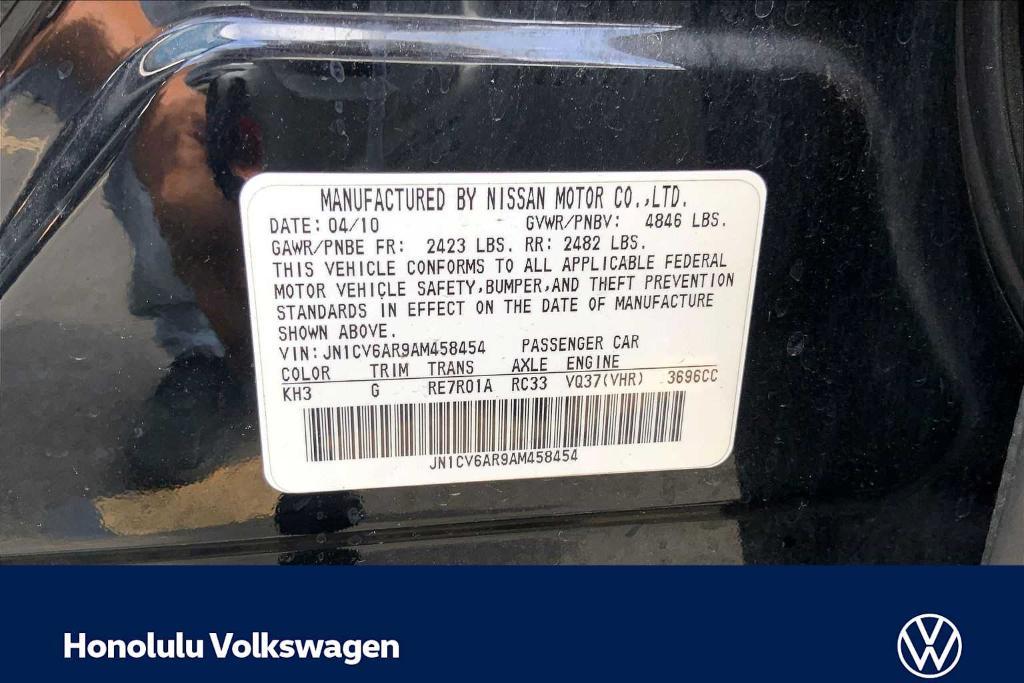 MANUFACTURED BY NISSAN MOTOR CO.,LTD.
DATE: 04/10 GVWR/PNBV: 4846 LBS.
GAWR/PNBE FR: 2423 LBS. RR: 2482 LBS.
THIS VEHICLE CONFORMS TO ALL APPLICABLE FEDERAL
MOTOR VEHICLE SAFETY,BUMPER,AND THEFT PREVENTION
STANDARDS IN EFFECT ON THE DATE OF MANUFACTURE
SHOWN ABOVE.
VIN:JN1CV6AR9AM458454 PASSENGER CAR
COLOR TRIM TRANS AXLE ENGINE
KH3 G RE7R01A RC33 VQ37(VHR) 3696CC
JN1CV6AR9AM458454
Honolulu Volkswagen